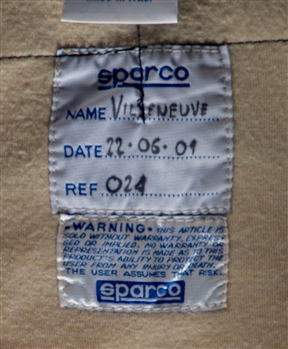 sparco
NAME VILLENEUVE
DATE 22·06·01
REF 024
•WARNING• THIS ARTICLE IS
SOLD WITHOUT WARRANTY, EXPRES-
SED OR IMPLIED. NO WARRANTY OR
REPRESENTATION IS MADE AS TO THIS
PRODUCT'S ABILITY TO PROTECT THE
USER FROM ANY INJURY OR DEATH.
THE USER ASSUMES THAT RISK.
sparco